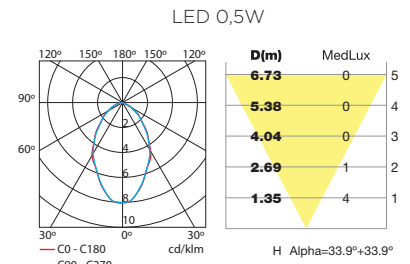 LED 0,5W
120º 150º 180º 150º 120º
90º
60º
2
4
6
8
10
30º 0º 30º
C0 - C180 cd/klm
D(m) MedLux
6.73 0 5
5.38 0 4
4.04 0 3
2.69 1 2
1.35 4 1
H Alpha=33.9º+33.9º